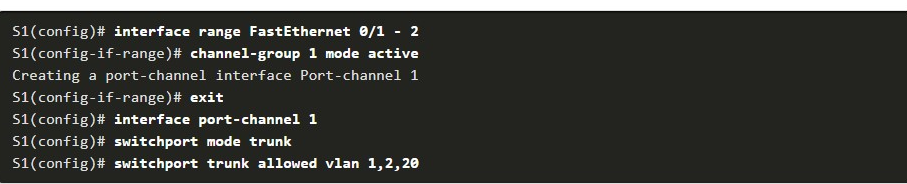 S1(config)# interface range FastEthernet 0/1 - 2
S1(config-if-range)# channel-group 1 mode active
Creating a port-channel interface Port-channel 1
S1(config-if-range)# exit
S1(config)# interface port-channel 1
S1(config)# switchport mode trunk
S1(config)# switchport trunk allowed vlan 1,2,20